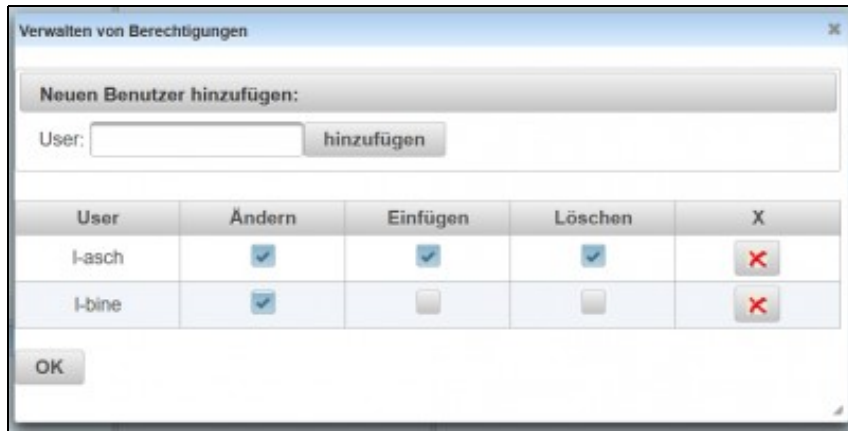 Verwalten von Berechtigungen
Neuen Benutzer hinzufügen:
User: hinzufügen
User Ändern Einfügen Löschen X
l-asch
l-bine
OK